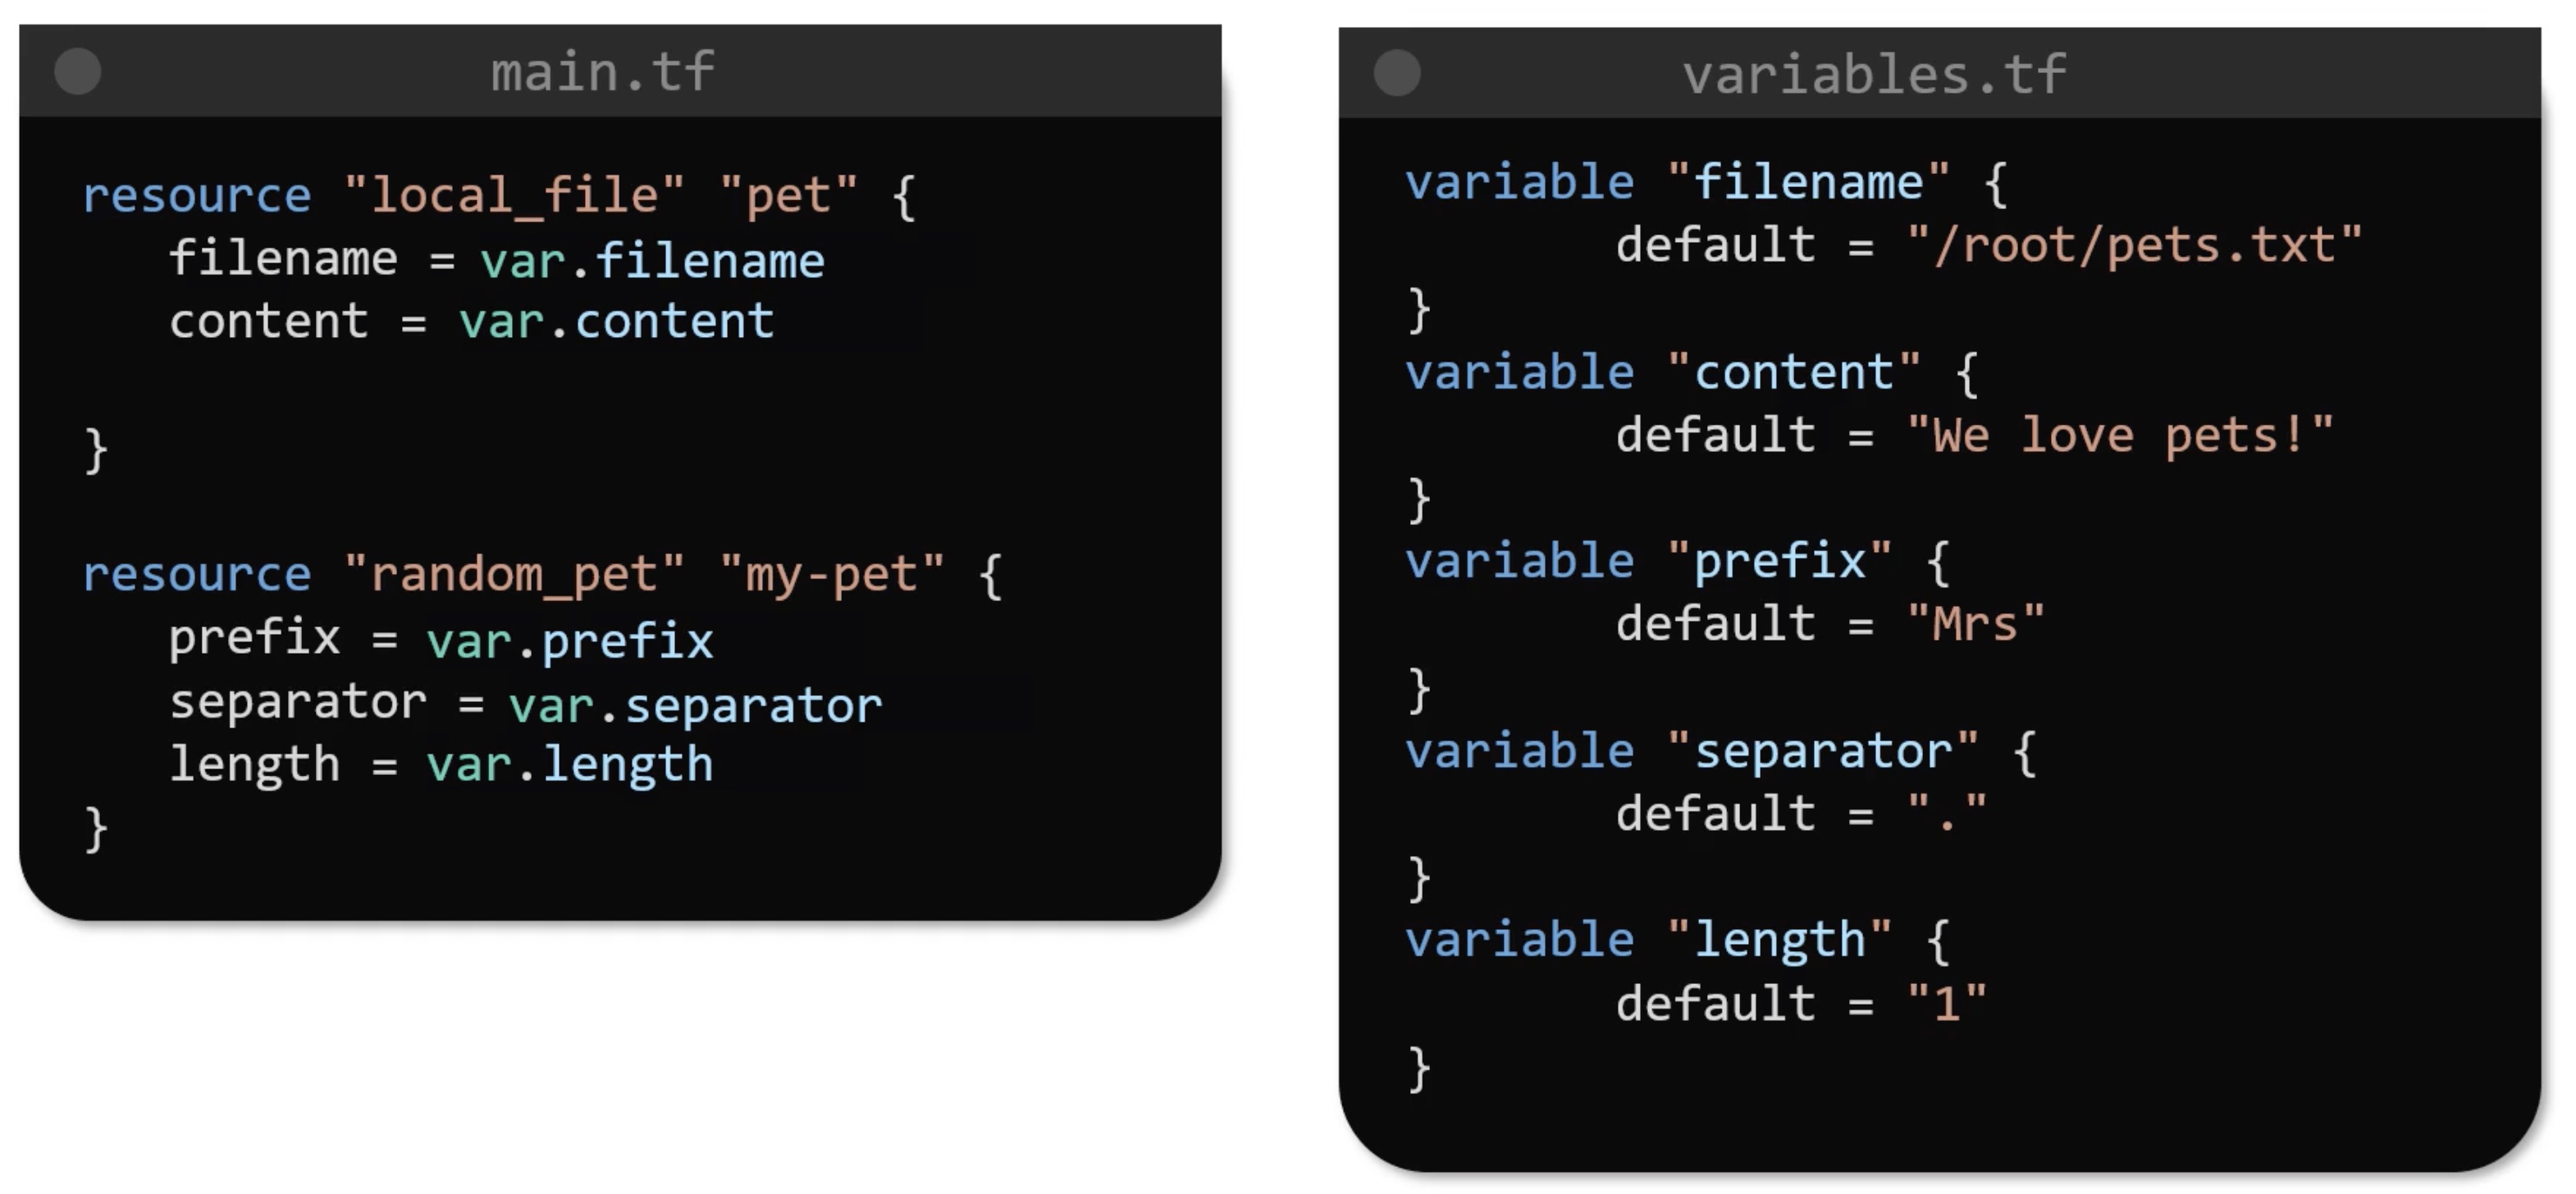 main.tf
resource "local_file" "pet" {
filename = var.filename
content = var.content
}
resource "random_pet" "my-pet" {
prefix = var.prefix
separator = var.separator
length = var.length
}
variables.tf
variable "filename" {
default = "/root/pets.txt"
}
variable "content" {
default = "We love pets!"
}
variable "prefix" {
default = "Mrs"
}
variable "separator" {
default = "."
}
variable "length" {
default = "1"
}